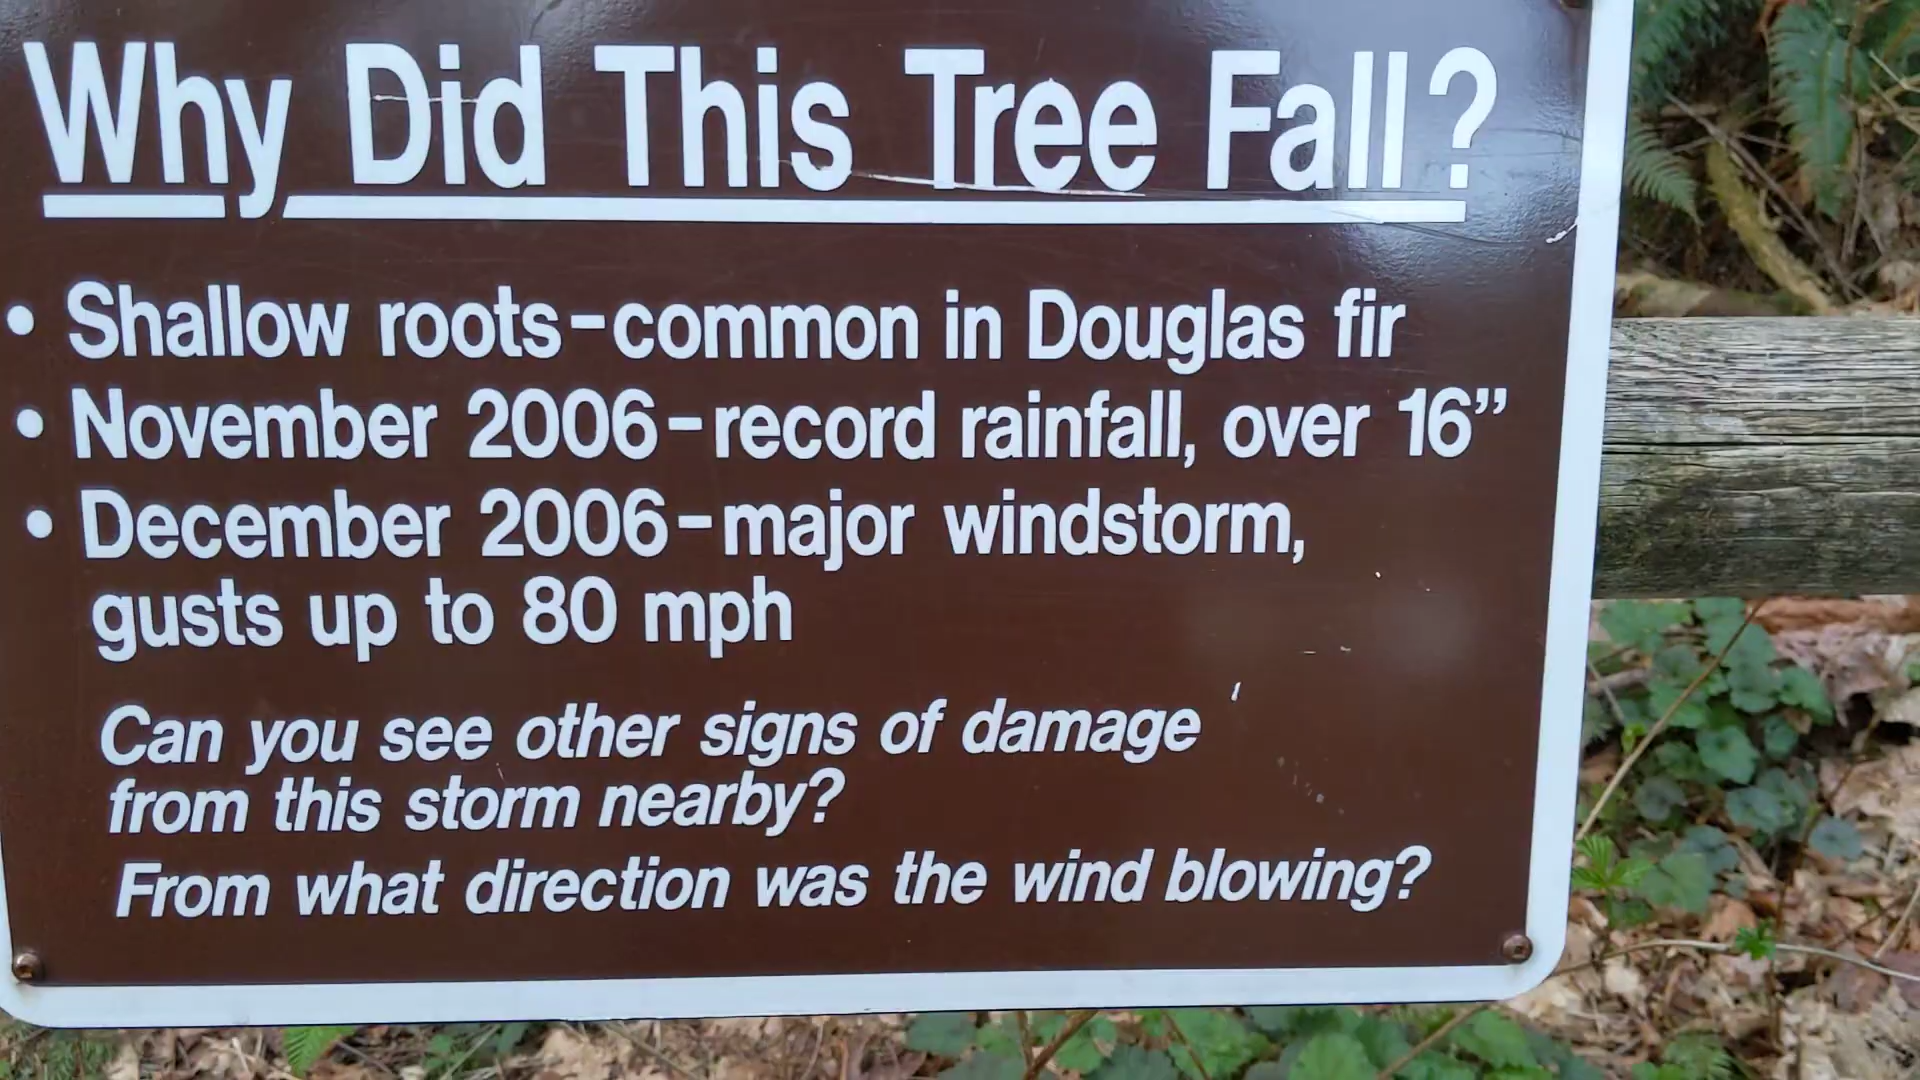 Why Did This Tree Fall?
• Shallow roots-common in Douglas fir
• November 2006-record rainfall, over 16”
• December 2006-major windstorm,
gusts up to 80 mph
Can you see other signs of damage
from this storm nearby?
From what direction was the wind blowing?